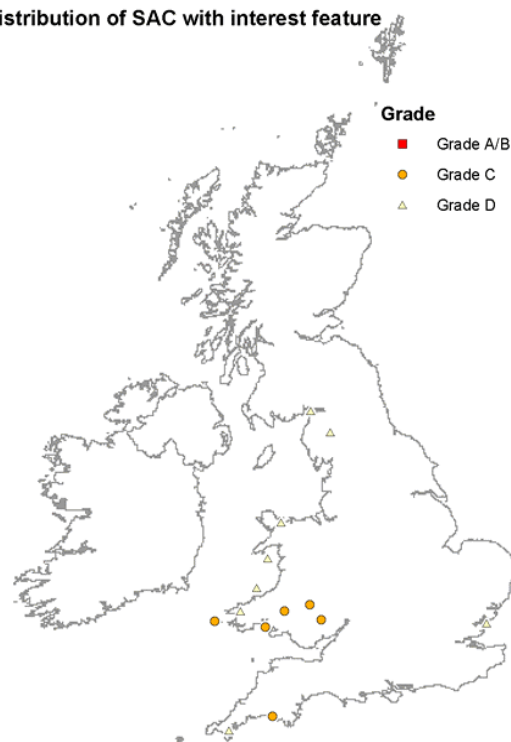 istribution of SAC with interest feature
Grade
Grade A/B
Grade C
Grade D